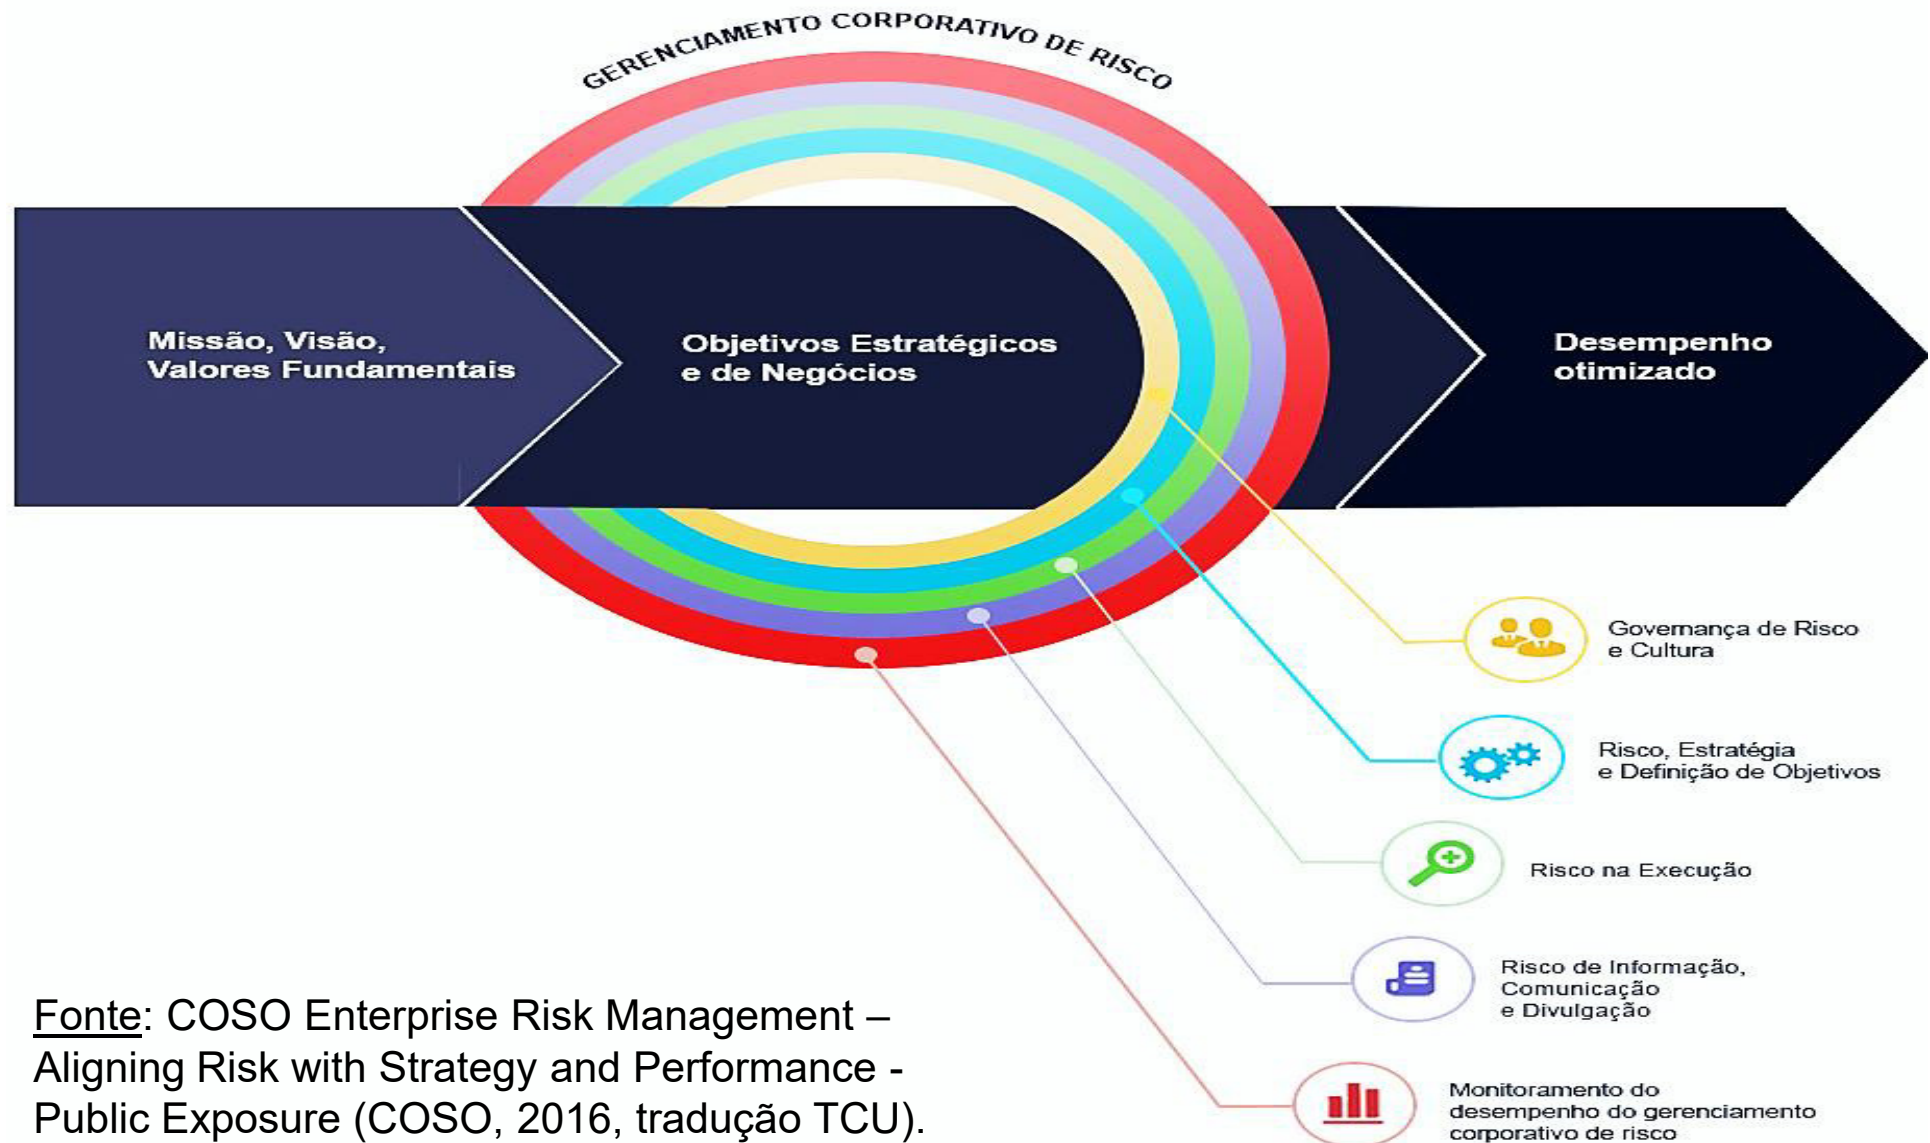 GERENCIAMENTO CORPORATIVO DE RISCO
Missão, Visão,
Valores Fundamentais
Objetivos Estratégicos
e de Negócios
Desempenho
otimizado
Governança de Risco
e Cultura
Risco, Estratégia
e Definição de Objetivos
Risco na Execução
Risco de Informação,
Comunicação
e Divulgação
Monitoramento do
desempenho do gerenciamento
corporativo de risco
Fonte: COSO Enterprise Risk Management –
Aligning Risk with Strategy and Performance -
Public Exposure (COSO, 2016, tradução TCU).